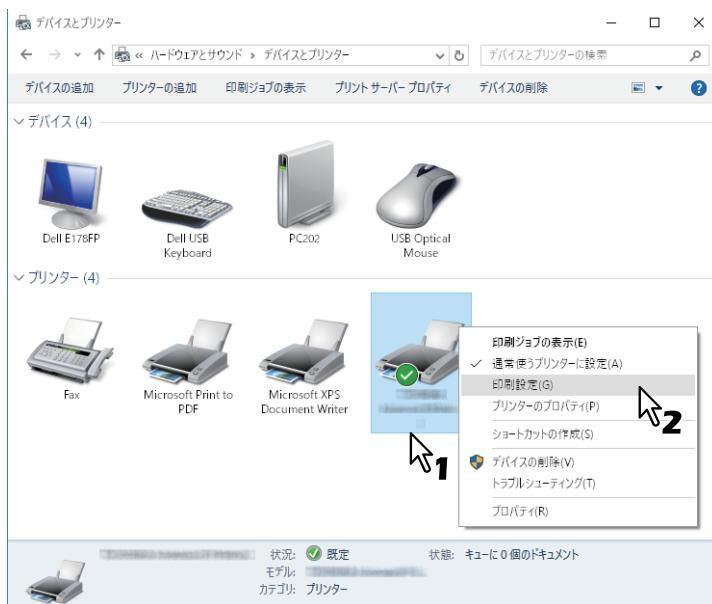 デバイスとプリンター
« ハードウェアとサウンド › デバイスとプリンター
デバイスとプリンターの検索
デバイスの追加 プリンターの追加 印刷ジョブの表示 プリント サーバー プロパティ デバイスの削除
デバイス (4)
Dell E178FP
Dell USB
Keyboard
PC202
USB Optical
Mouse
プリンター (4)
Fax
Microsoft Print to
PDF
Microsoft XPS
Document Writer
1
印刷ジョブの表示(E)
通常使うプリンターに設定(A)
印刷設定(G)
プリンターのプロパティ(P)
ショートカットの作成(S)
デバイスの削除(V)
トラブルシューティング(T)
プロパティ(R)
2
状況: 既定 状態: キューに 0 個のドキュメント
モデル:
カテゴリ: プリンター